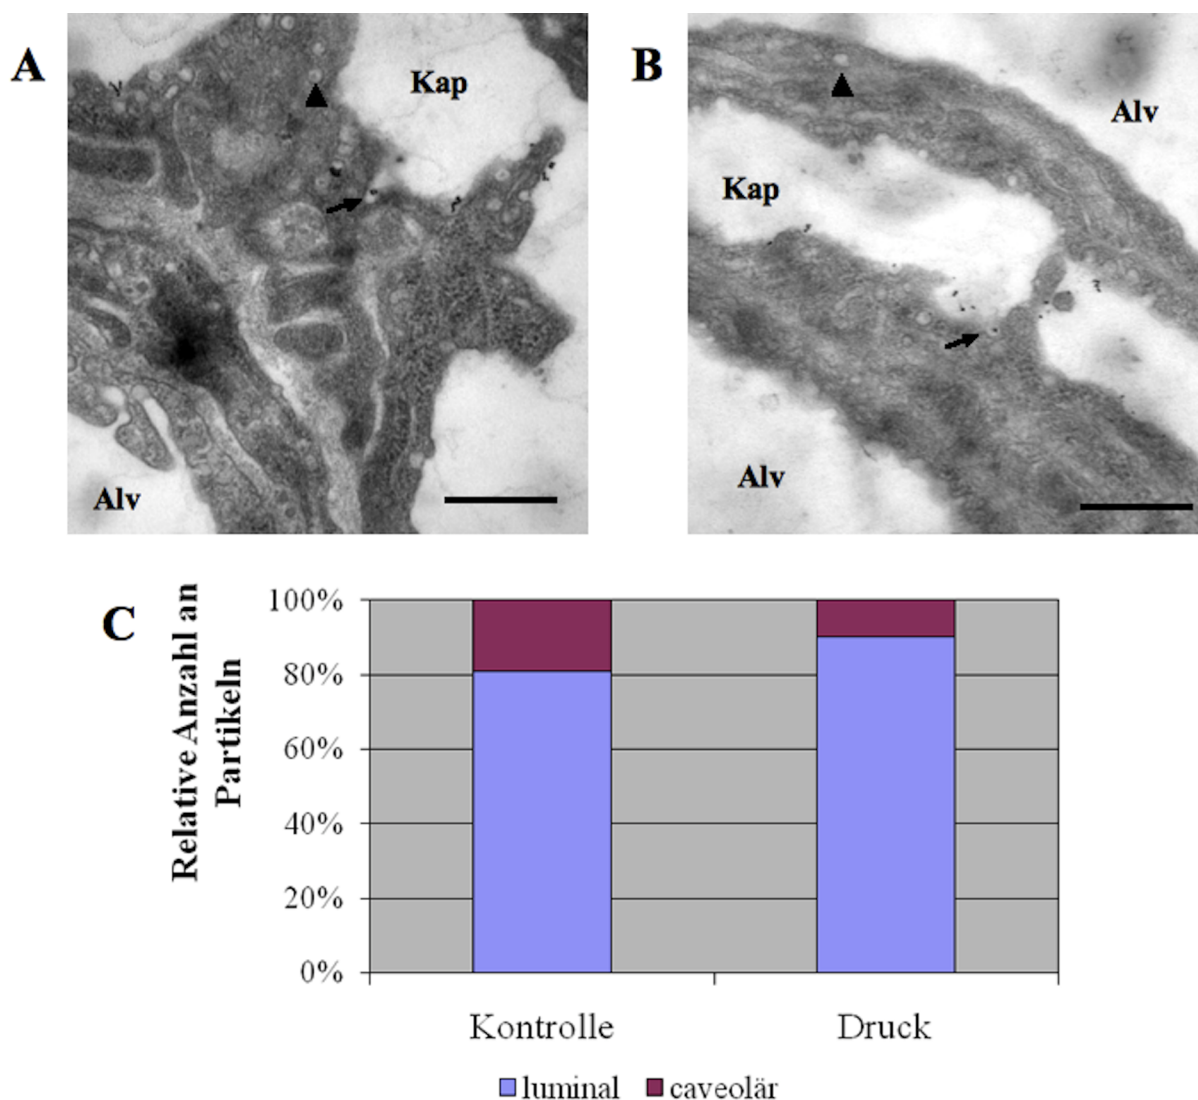 A
Kap
Alv
B
Alv
Kap
Alv
C
Relative Anzahl an
Partikeln
100%
80%
60%
40%
20%
0%
Kontrolle
Druck
luminal
caveolär